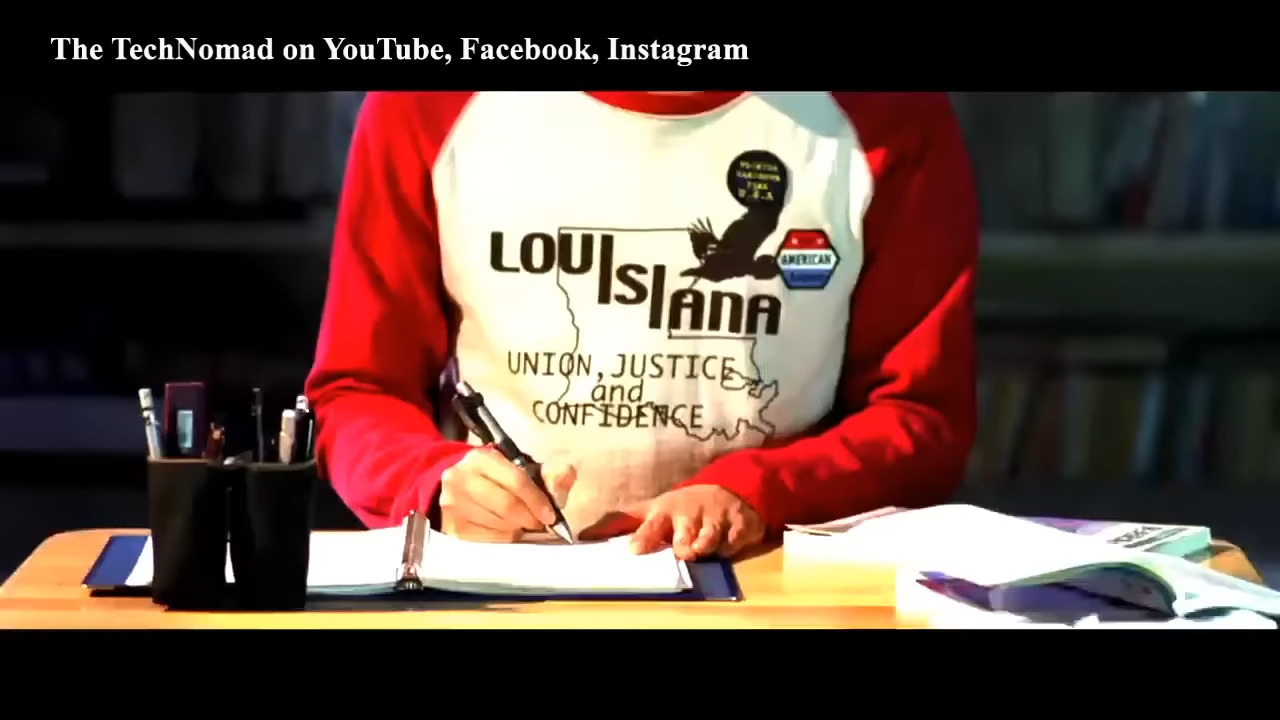 The TechNomad on YouTube, Facebook, Instagram
LOUISIANA
AMERICAN
UNION, JUSTICE
and
CONFIDENCE